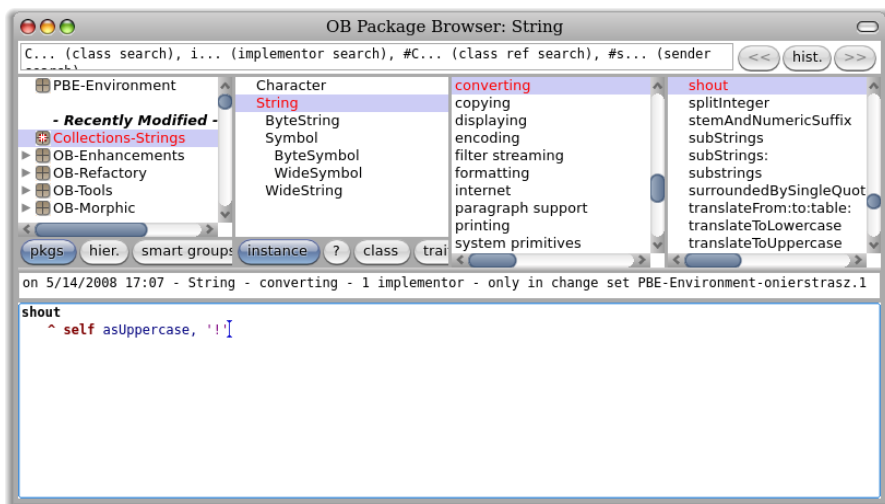 OB Package Browser: String
C... (class search), i... (implementor search), #C... (class ref search), #s... (sender
<<
hist.
>>
PBE-Environment
- Recently Modified -
Collections-Strings
OB-Enhancements
OB-Refactory
OB-Tools
OB-Morphic
Character
String
ByteString
Symbol
ByteSymbol
WideSymbol
WideString
converting
copying
displaying
encoding
filter streaming
formatting
internet
paragraph support
printing
system primitives
shout
splitInteger
stemAndNumericSuffix
subStrings
subStrings:
substrings
surroundedBySingleQuot
translateFrom:to:table:
translateToLowercase
translateToUppercase
pkgs
hier.
smart groups
instance
?
class
trai
on 5/14/2008 17:07 - String - converting - 1 implementor - only in change set PBE-Environment-onierstrasz.1
shout
^ self asUppercase, '!'